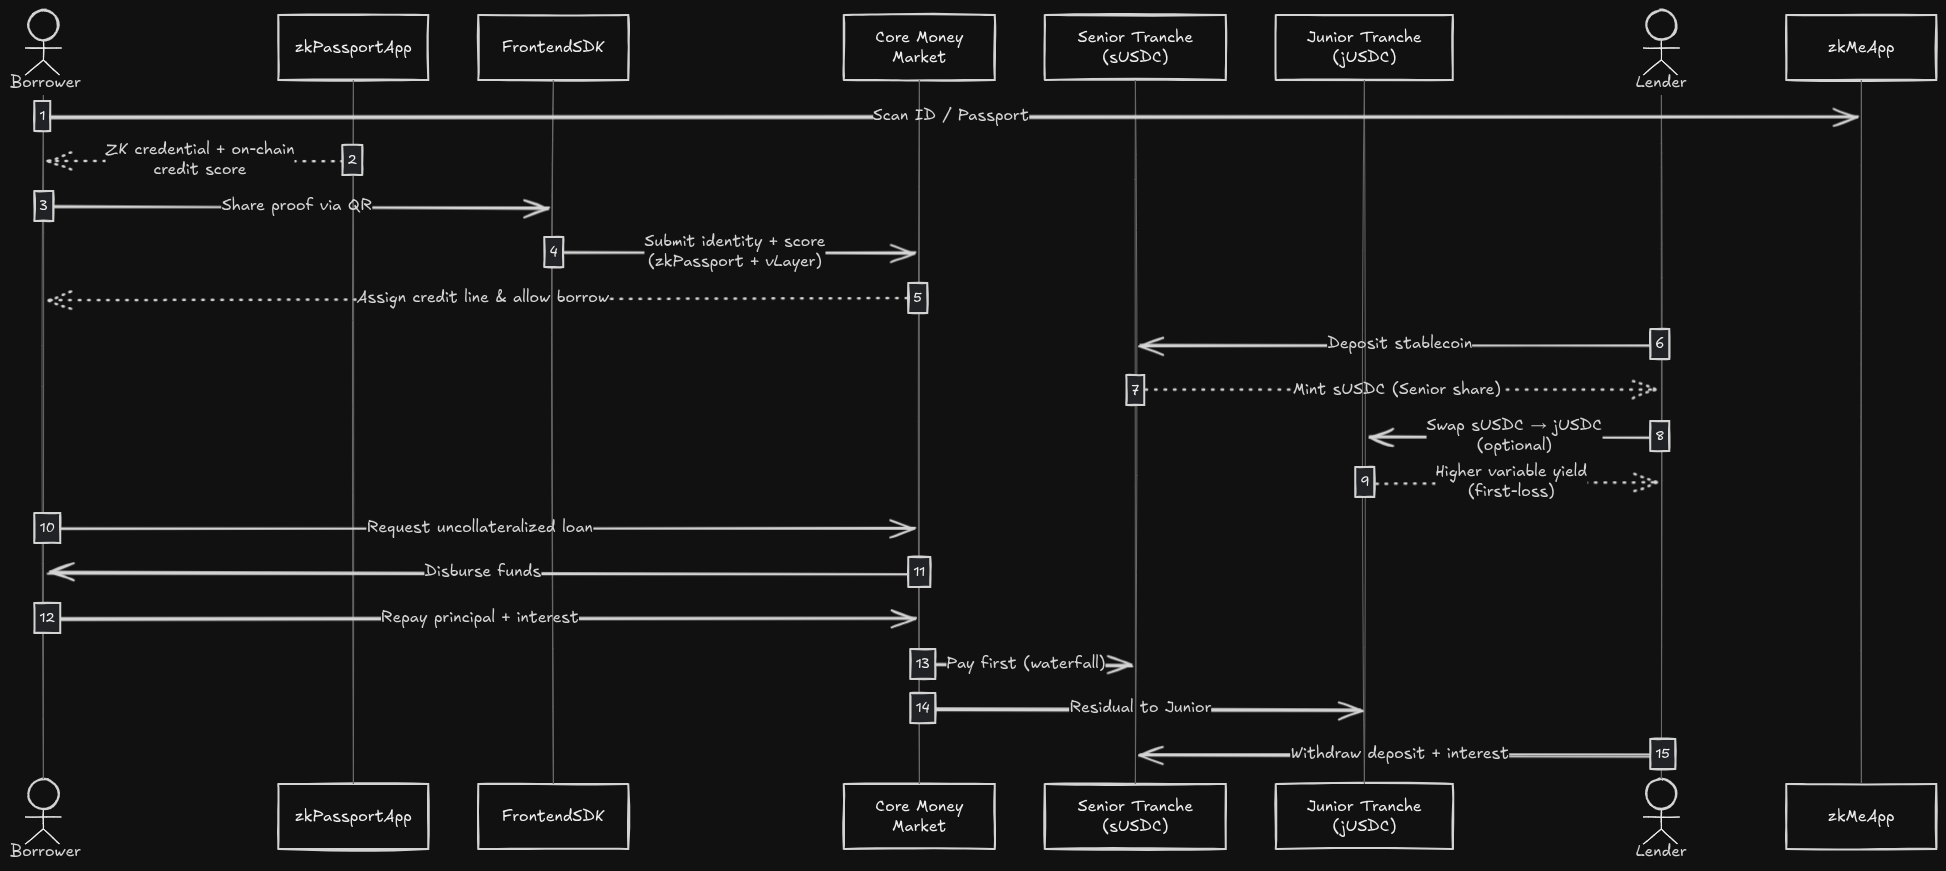 zkPassportApp
FrontendSDK
Core Money
Market
Senior Tranche
(sUSDC)
Junior Tranche
(jUSDC)
zkMeApp
Borrower
Lender
1
Scan ID / Passport
ZK credential + on-chain
credit score
2
3
Share proof via QR
4
Submit identity + score
(zkPassport + vLayer)
Assign credit line & allow borrow
5
Deposit stablecoin
6
7
Mint sUSDC (Senior share)
Swap sUSDC → jUSDC
(optional)
8
9
Higher variable yield
(first-loss)
10
Request uncollateralized loan
Disburse funds
11
12
Repay principal + interest
13
Pay first (waterfall)
14
Residual to Junior
Withdraw deposit + interest
15
zkPassportApp
FrontendSDK
Core Money
Market
Senior Tranche
(sUSDC)
Junior Tranche
(jUSDC)
zkMeApp
Borrower
Lender